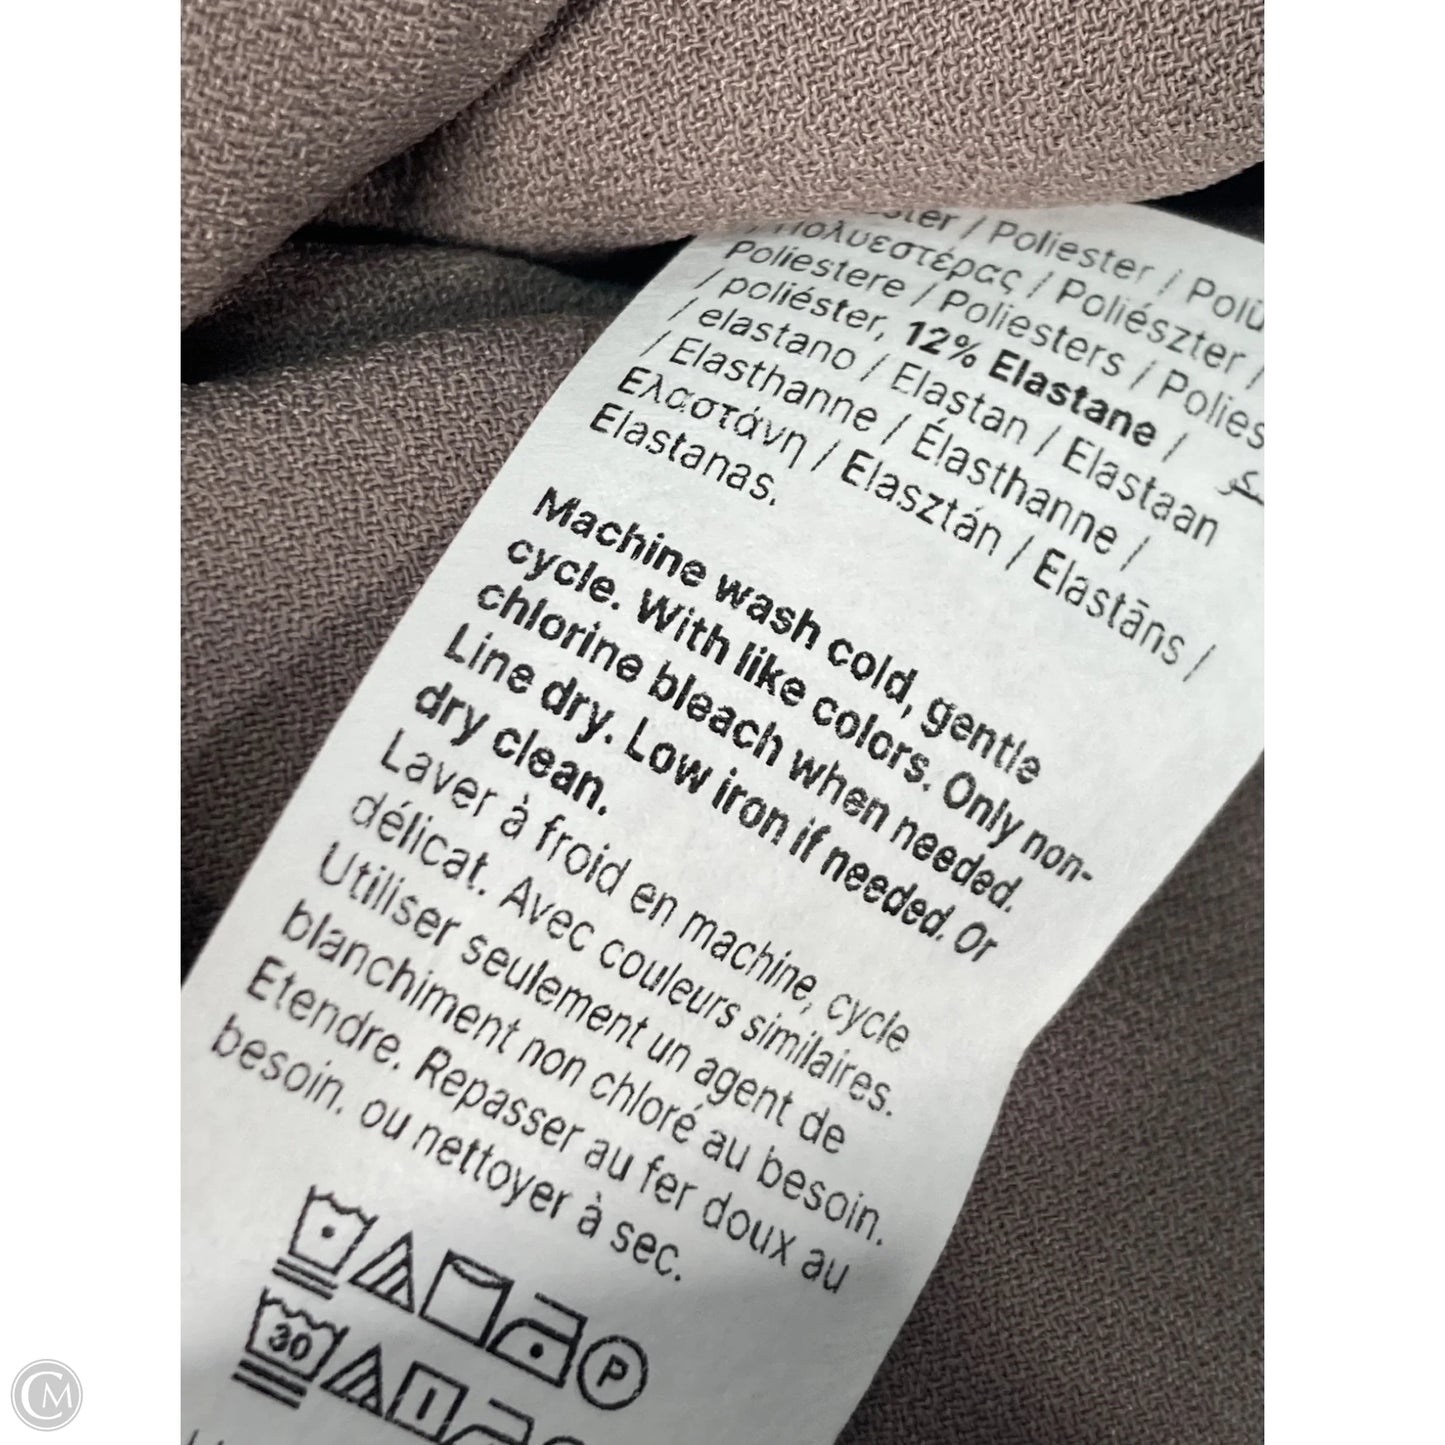 / Poliester / Polū
/ Πολυεστέρας / Poliészter /
Poliestere / Poliesters / Polies
/ poliéster, 12% Elastane /
/ elastano / Elastan / Elastaan
/ Elasthanne / Élasthanne /
Ελαστάνη / Elasztán / Elastāns /
Elastanas.
Machine wash cold, gentle
cycle. With like colors. Only non-
chlorine bleach when needed.
Line dry. Low iron if needed. Or
dry clean.
Laver à froid en machine, cycle
délicat. Avec couleurs similaires.
Utiliser seulement un agent de
blanchiment non chloré au besoin.
Etendre. Repasser au fer doux au
besoin. ou nettoyer à sec.
P
30
CM